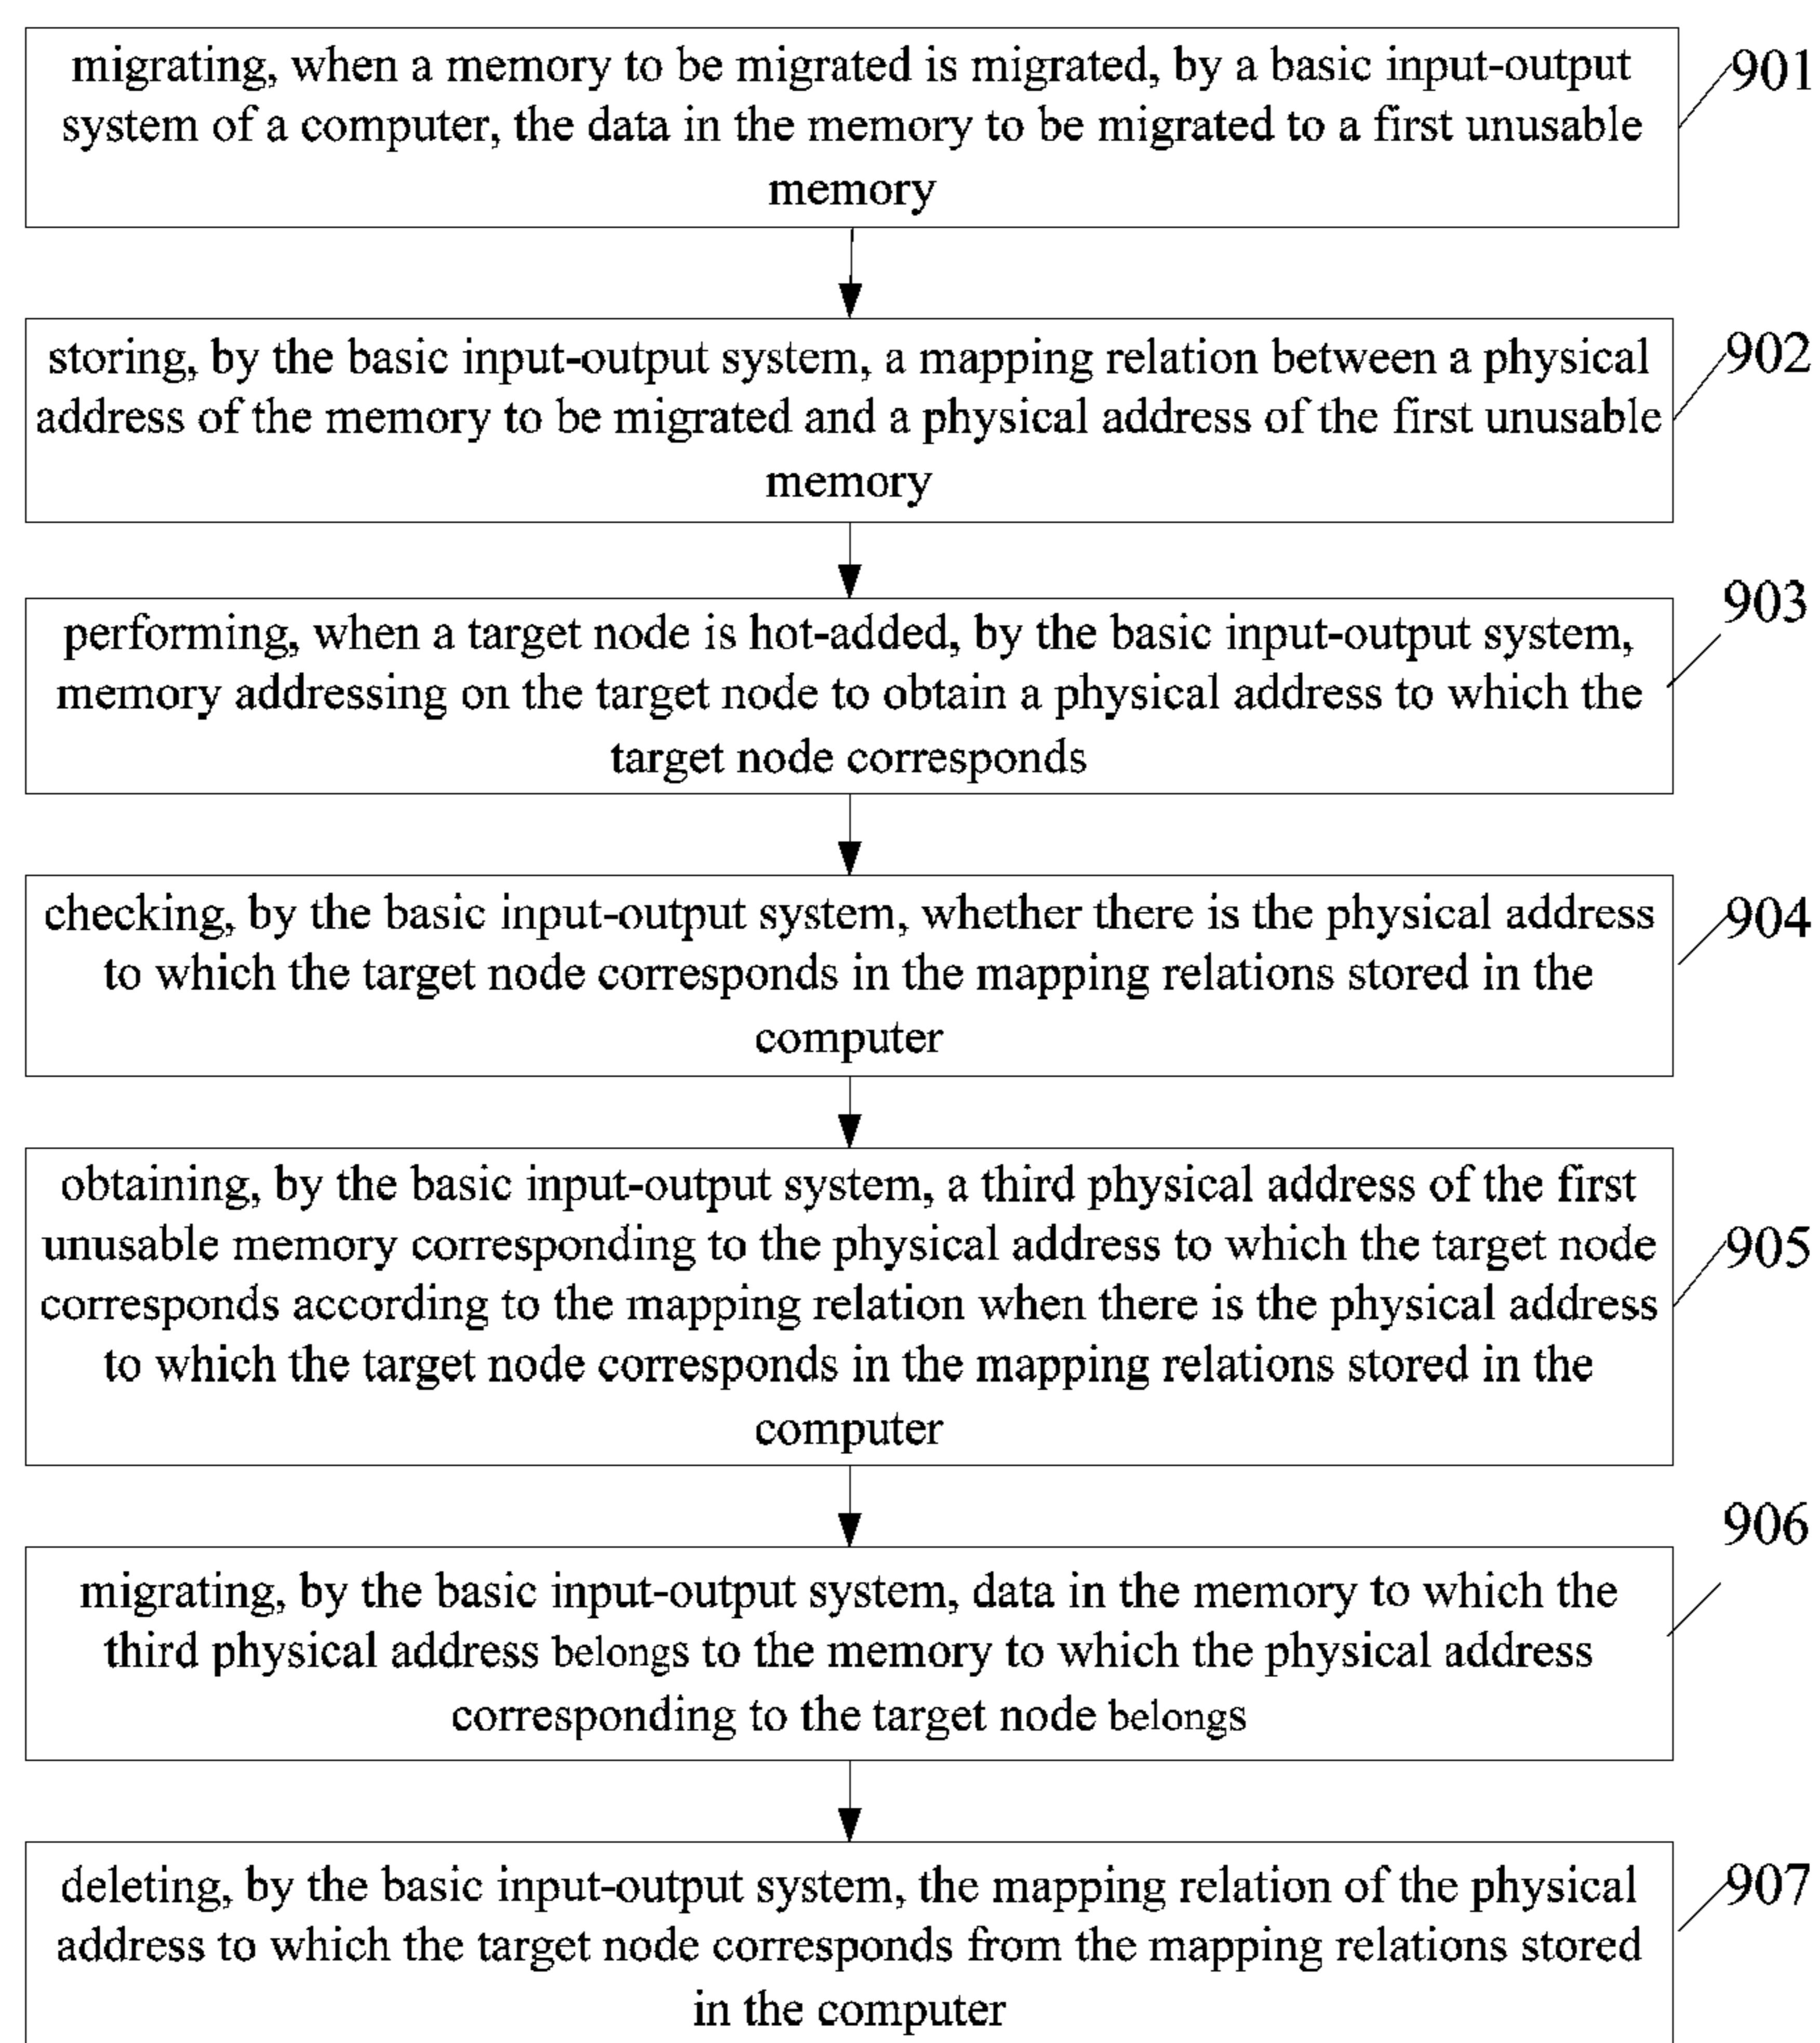 migrating, when a memory to be migrated is migrated, by a basic input-output
system of a computer, the data in the memory to be migrated to a first unusable
memory
901
storing, by the basic input-output system, a mapping relation between a physical
address of the memory to be migrated and a physical address of the first unusable
memory
902
performing, when a target node is hot-added, by the basic input-output system,
memory addressing on the target node to obtain a physical address to which the
target node corresponds
903
checking, by the basic input-output system, whether there is the physical address
to which the target node corresponds in the mapping relations stored in the
computer
904
obtaining, by the basic input-output system, a third physical address of the first
unusable memory corresponding to the physical address to which the target node
corresponds according to the mapping relation when there is the physical address
to which the target node corresponds in the mapping relations stored in the
computer
905
migrating, by the basic input-output system, data in the memory to which the
third physical address belongs to the memory to which the physical address
corresponding to the target node belongs
906
deleting, by the basic input-output system, the mapping relation of the physical
address to which the target node corresponds from the mapping relations stored
in the computer
907